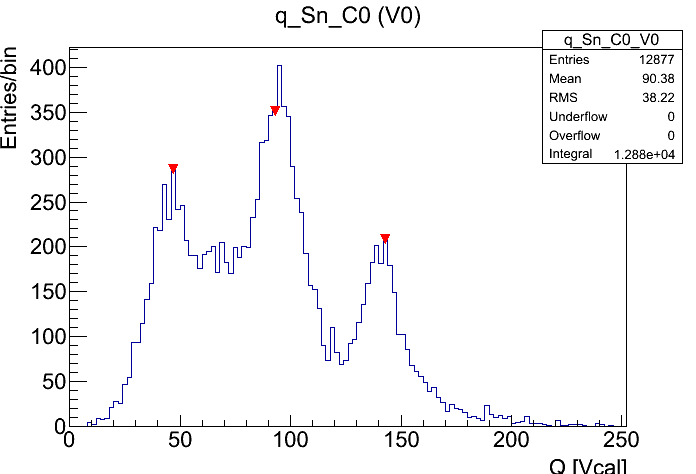 q_Sn_C0 (V0)
q_Sn_C0_V0
Entries 12877
Mean 90.38
RMS 38.22
Underflow 0
Overflow 0
Integral 1.288e+04
Entries/bin
400
350
300
250
200
150
100
50
0
0 50 100 150 200 250
Q [Vcal]